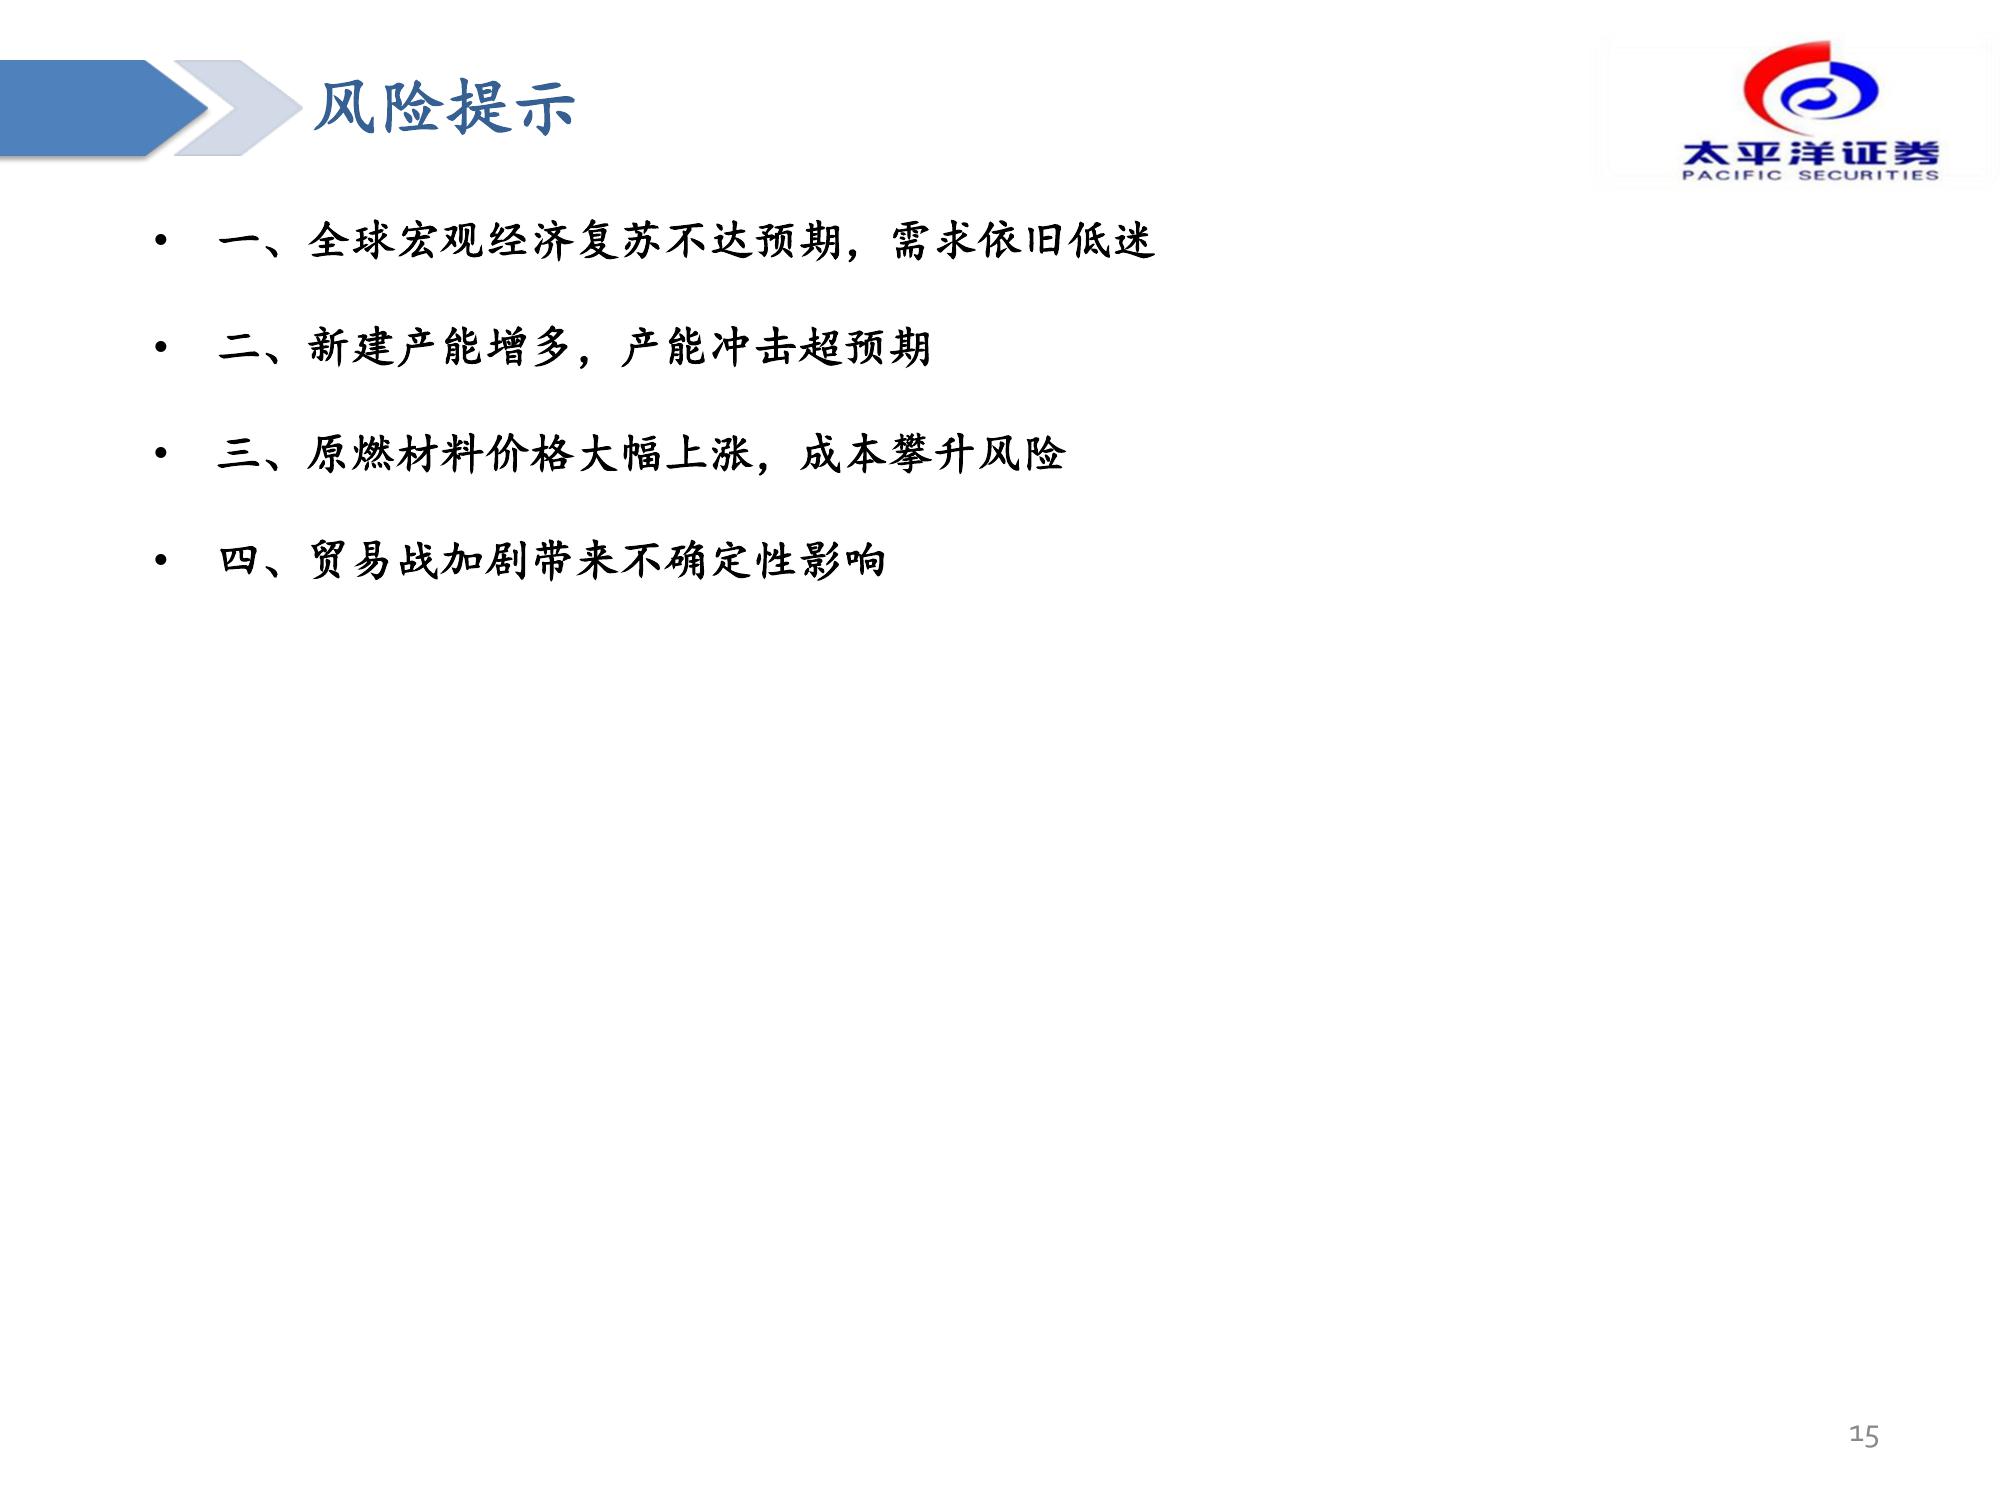 风险提示
太平洋证券
PACIFIC SECURITIES
• 一、全球宏观经济复苏不达预期，需求依旧低迷
• 二、新建产能增多，产能冲击超预期
• 三、原燃材料价格大幅上涨，成本攀升风险
• 四、贸易战加剧带来不确定性影响
15